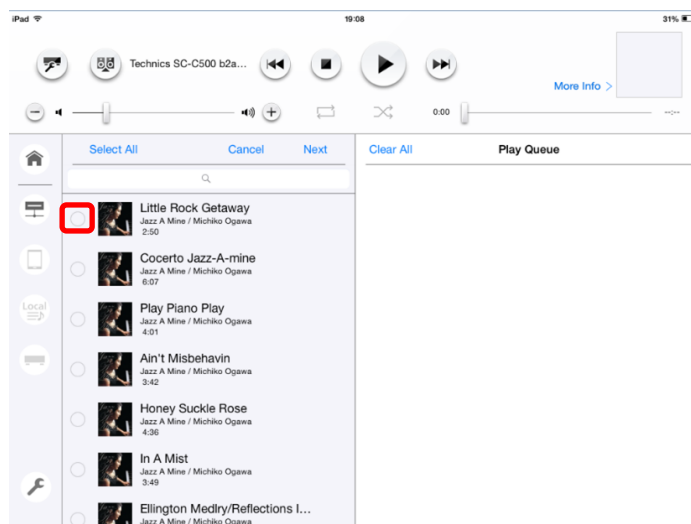 iPad 19:08 31%
Technics SC-C500 b2a...
More Info >
0:00 --:--
Select All Cancel Next Clear All Play Queue
Little Rock Getaway
Jazz A Mine / Michiko Ogawa
2:50
Cocerto Jazz-A-mine
Jazz A Mine / Michiko Ogawa
6:07
Local
Play Piano Play
Jazz A Mine / Michiko Ogawa
4:01
Ain't Misbehavin
Jazz A Mine / Michiko Ogawa
3:42
Honey Suckle Rose
Jazz A Mine / Michiko Ogawa
4:36
In A Mist
Jazz A Mine / Michiko Ogawa
3:49
Ellington Medlry/Reflections I...
Jazz A Mine / Michiko Ogawa